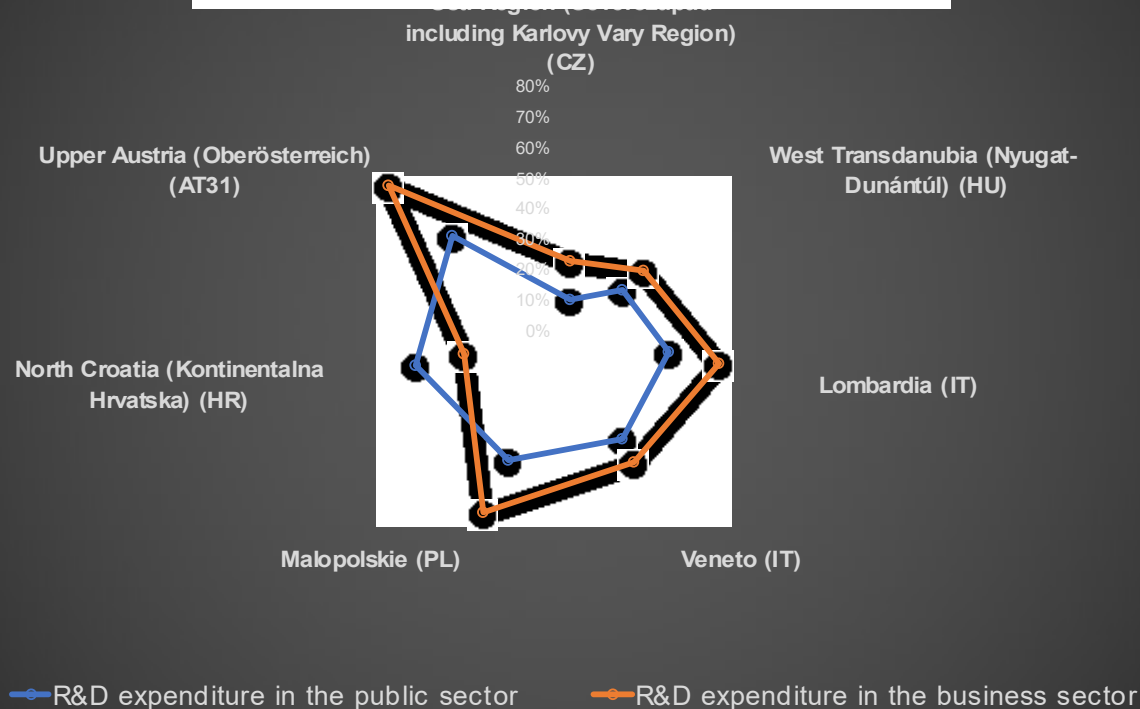 including Karlovy Vary Region)
(CZ)
80%
70%
60%
50%
40%
30%
20%
10%
0%
Upper Austria (Oberösterreich)
(AT31)
West Transdanubia (Nyugat-
Dunántúl) (HU)
North Croatia (Kontinentalna
Hrvatska) (HR)
Lombardia (IT)
Malopolskie (PL)
Veneto (IT)
R&D expenditure in the public sector
R&D expenditure in the business sector